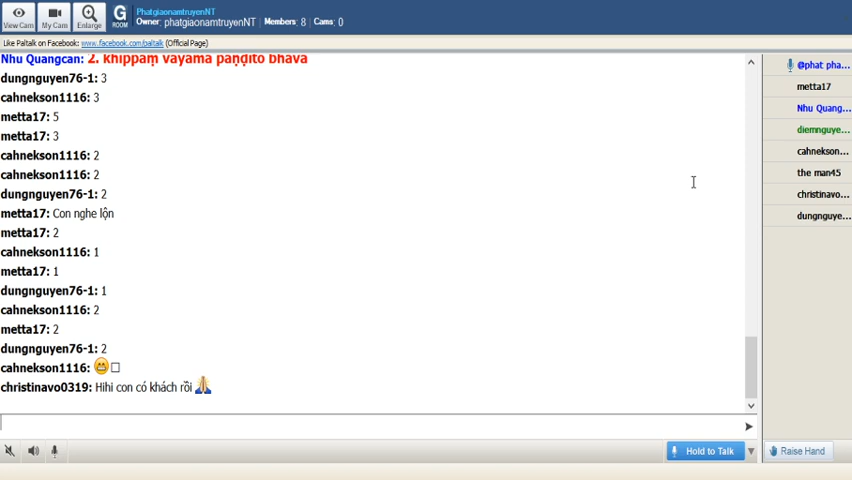 View Cam
My Cam
Enlarge
G
ROOM
PhatgiaonamtruyenNT
Owner: phatgiaonamtruyenNT Members: 8 Cams: 0
Like Paltalk on Facebook: www.facebook.com/paltalk (Official Page)
Nhu Quangcan: 2. khippaṃ vāyama paṇḍito bhava
dungnguyen76-1: 3
cahnekson1116: 3
metta17: 5
metta17: 3
cahnekson1116: 2
cahnekson1116: 2
dungnguyen76-1: 2
metta17: Con nghe lộn
metta17: 2
cahnekson1116: 1
metta17: 1
dungnguyen76-1: 1
cahnekson1116: 2
metta17: 2
dungnguyen76-1: 2
cahnekson1116: 😁□
christinavo0319: Hihi con có khách rồi 🙏
@phat pha...
metta17
Nhu Quang...
diemnguye...
cahnekson...
the man45
christinavo...
dungnguye...
Hold to Talk
Raise Hand